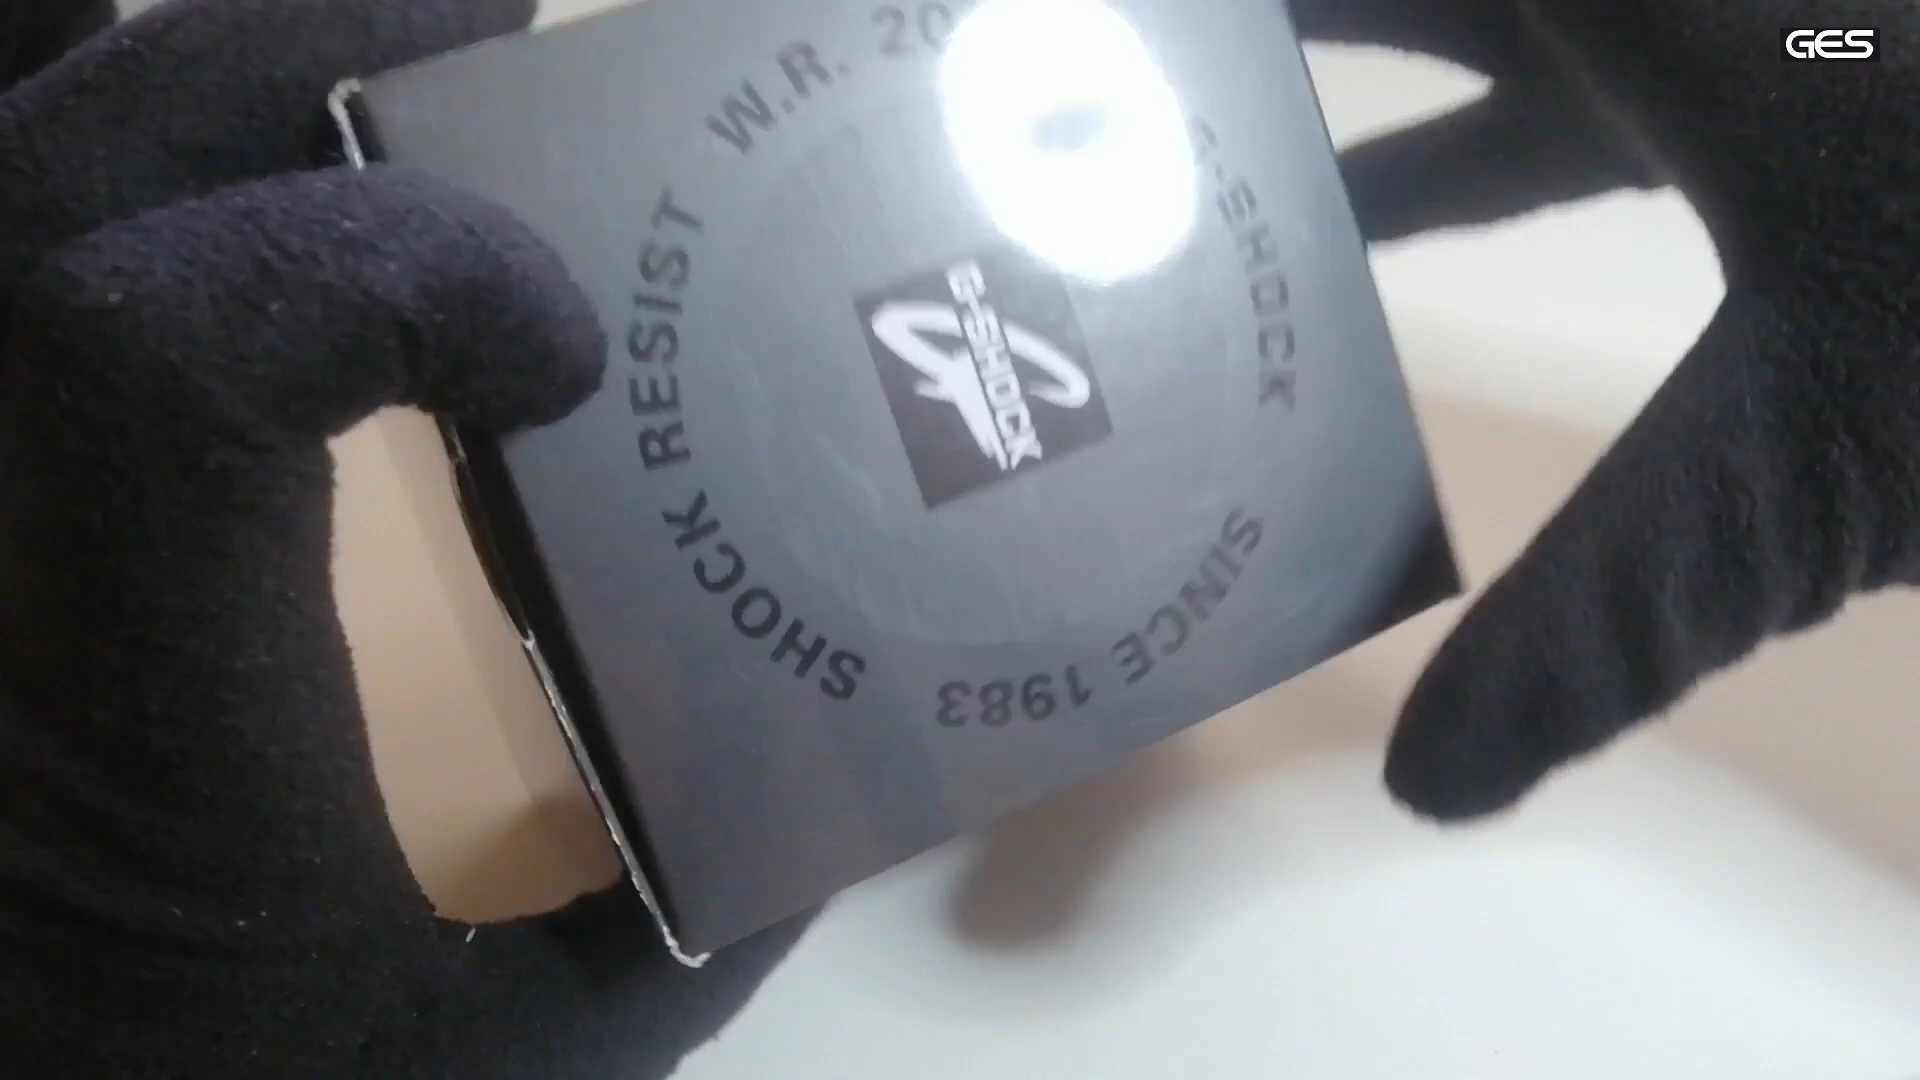 GES
SHOCK RESIST
W.R.
G-SHOCK
SINCE 1983
G-SHOCK